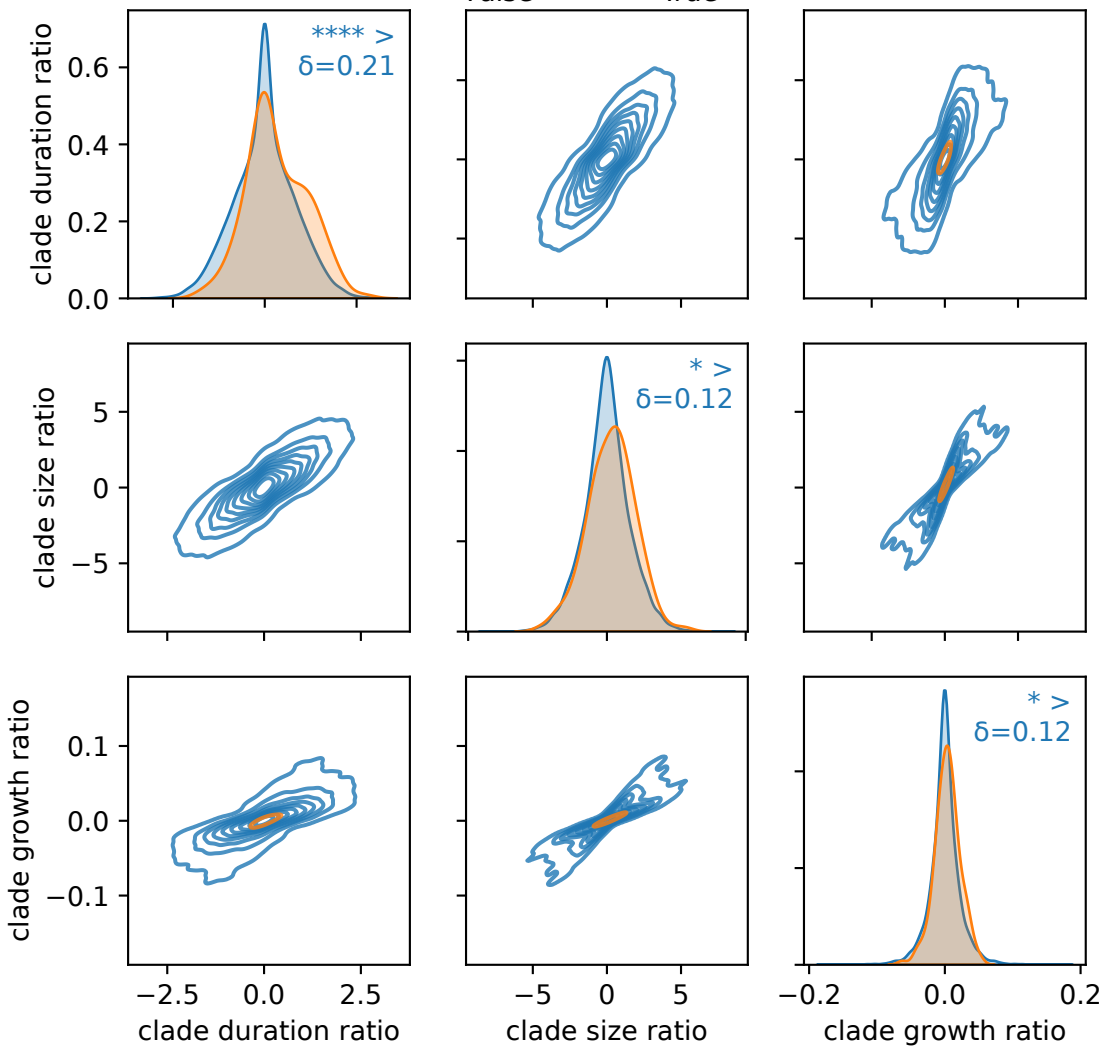 clade duration ratio
0.6
0.4
0.2
0.0
**** >
δ=0.21
clade size ratio
5
0
−5
* >
δ=0.12
clade growth ratio
0.1
0.0
−0.1
* >
δ=0.12
−2.5 0.0 2.5
−5 0 5
−0.2 0.0 0.2
clade duration ratio
clade size ratio
clade growth ratio